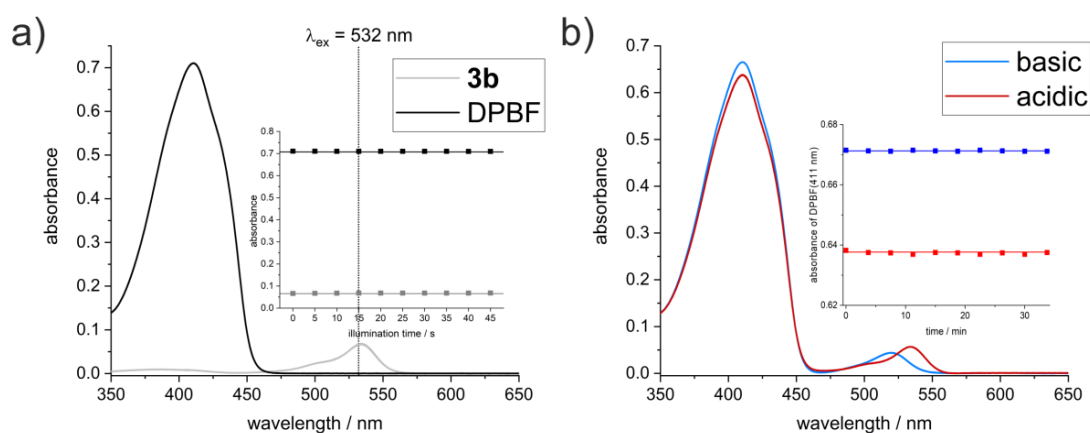 a)
λex = 532 nm
3b
DPBF
absorbance
0.7
0.6
0.5
0.4
0.3
0.2
0.1
0.0
350 400 450 500 550 600 650
wavelength / nm
absorbance
0.8
0.7
0.6
0.5
0.4
0.3
0.2
0.1
0.0
0 5 10 15 20 25 30 35 40 45
illumination time / s
b)
basic
acidic
absorbance
0.7
0.6
0.5
0.4
0.3
0.2
0.1
0.0
350 400 450 500 550 600 650
wavelength / nm
absorbance of DPBF(411 nm)
0.68
0.66
0.64
0.62
0 10 20 30
time / min